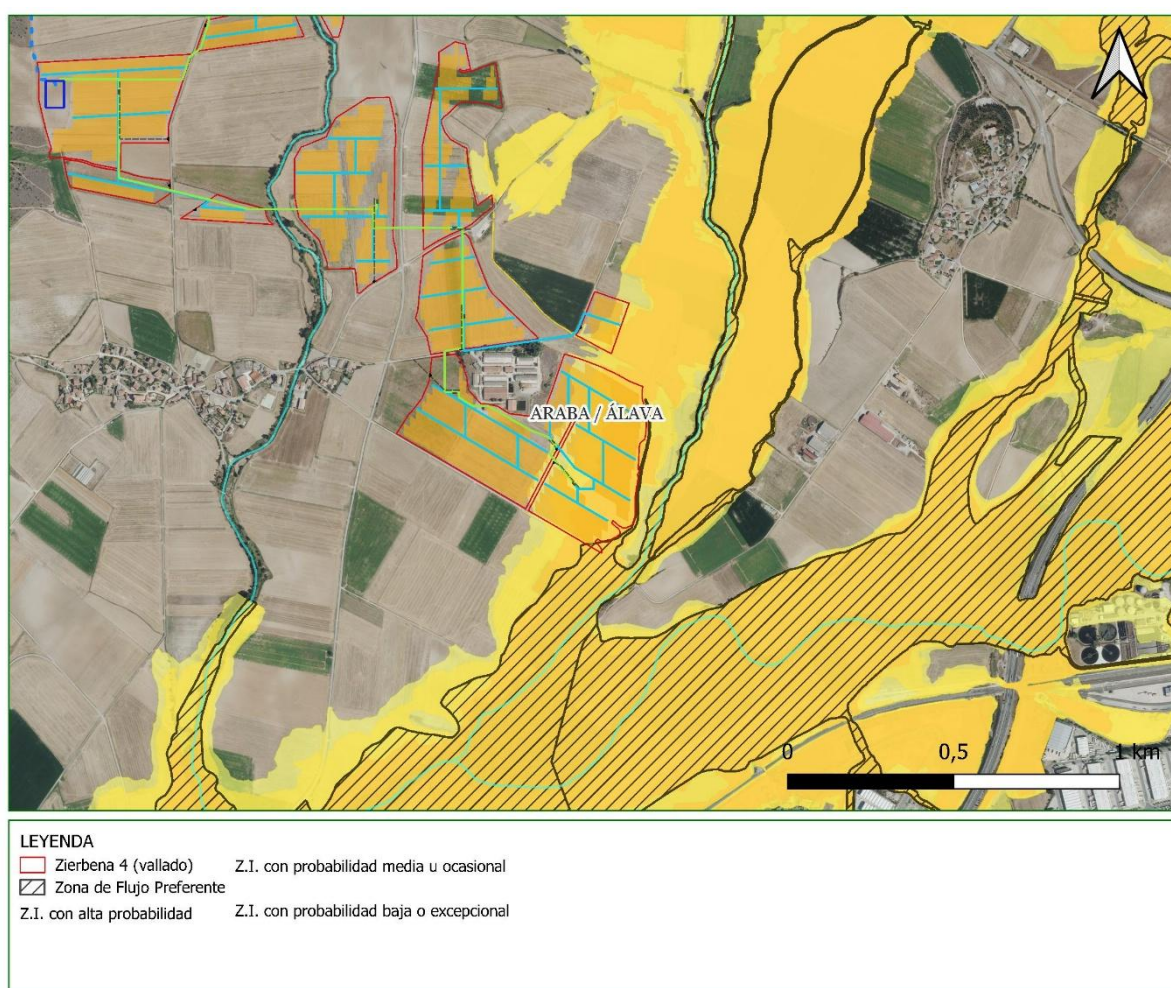 ARABA / ÁLAVA
0 0,5 1 km
LEYENDA
Zierbena 4 (vallado) Z.I. con probabilidad media u ocasional
Zona de Flujo Preferente
Z.I. con alta probabilidad Z.I. con probabilidad baja o excepcional